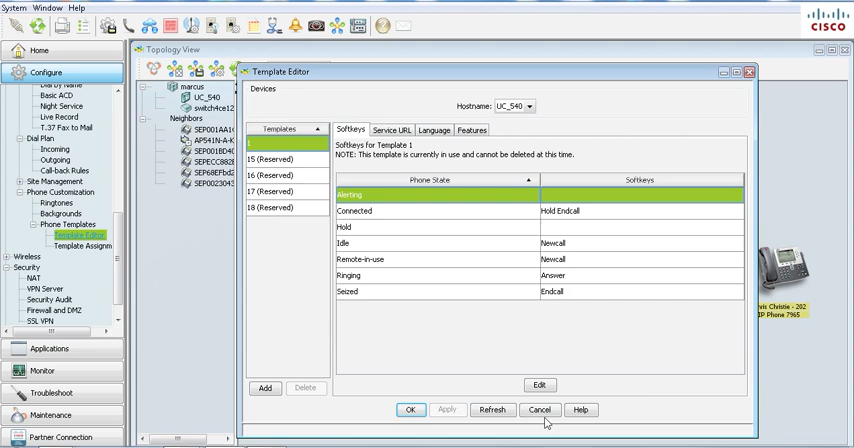 System Window Help
CISCO
Home
Configure
Dial by Name
Basic ACD
Night Service
Live Record
T.37 Fax to Mail
Dial Plan
Incoming
Outgoing
Call-back Rules
Site Management
Phone Customization
Ringtones
Backgrounds
Phone Templates
Template Editor
Template Assignm
Wireless
Security
NAT
VPN Server
Security Audit
Firewall and DMZ
SSL VPN
Applications
Monitor
Troubleshoot
Maintenance
Partner Connection
Topology View
marcus
UC_540
switch4ce12
Neighbors
SEP001AA1
AP541N-A-K
SEP001BD40
SEPECC882B
SEP68EFbd2
SEP0023043
Template Editor
Devices
Hostname: UC_540
Templates
1
15 (Reserved)
16 (Reserved)
17 (Reserved)
18 (Reserved)
Add Delete
Softkeys Service URL Language Features
Softkeys for Template 1
NOTE: This template is currently in use and cannot be deleted at this time.
Phone State Softkeys
Alerting
Connected Hold Endcall
Hold
Idle Newcall
Remote-in-use Newcall
Ringing Answer
Seized Endcall
Edit
OK Apply Refresh Cancel Help
hris Christie - 202
IP Phone 7965